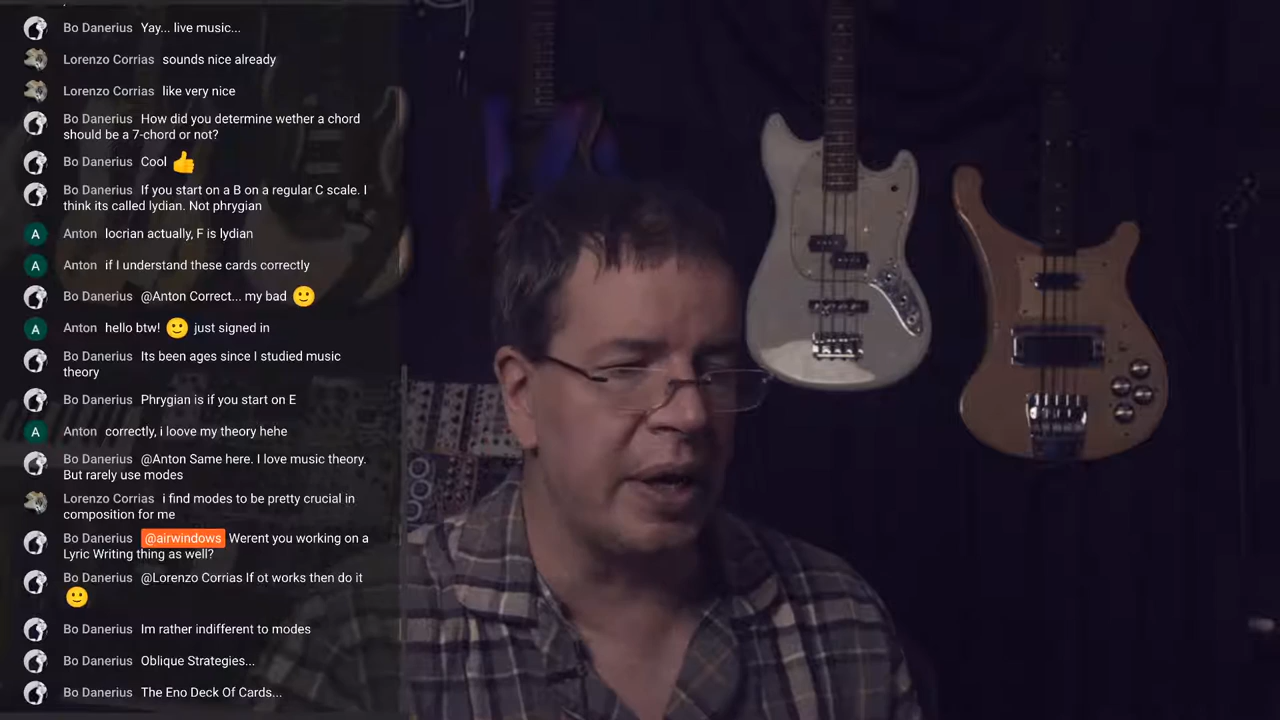 Bo Danerius Yay... live music...
Lorenzo Corrias sounds nice already
Lorenzo Corrias like very nice
Bo Danerius How did you determine wether a chord
should be a 7-chord or not?
Bo Danerius Cool 👍
Bo Danerius If you start on a B on a regular C scale. I
think its called lydian. Not phrygian
A Anton locrian actually, F is lydian
A Anton if I understand these cards correctly
Bo Danerius @Anton Correct... my bad 🙂
A Anton hello btw! 🙂 just signed in
Bo Danerius Its been ages since I studied music
theory
Bo Danerius Phrygian is if you start on E
A Anton correctly, i loove my theory hehe
Bo Danerius @Anton Same here. I love music theory.
But rarely use modes
Lorenzo Corrias i find modes to be pretty crucial in
composition for me
Bo Danerius @airwindows Werent you working on a
Lyric Writing thing as well?
Bo Danerius @Lorenzo Corrias If ot works then do it
🙂
Bo Danerius Im rather indifferent to modes
Bo Danerius Oblique Strategies...
Bo Danerius The Eno Deck Of Cards...